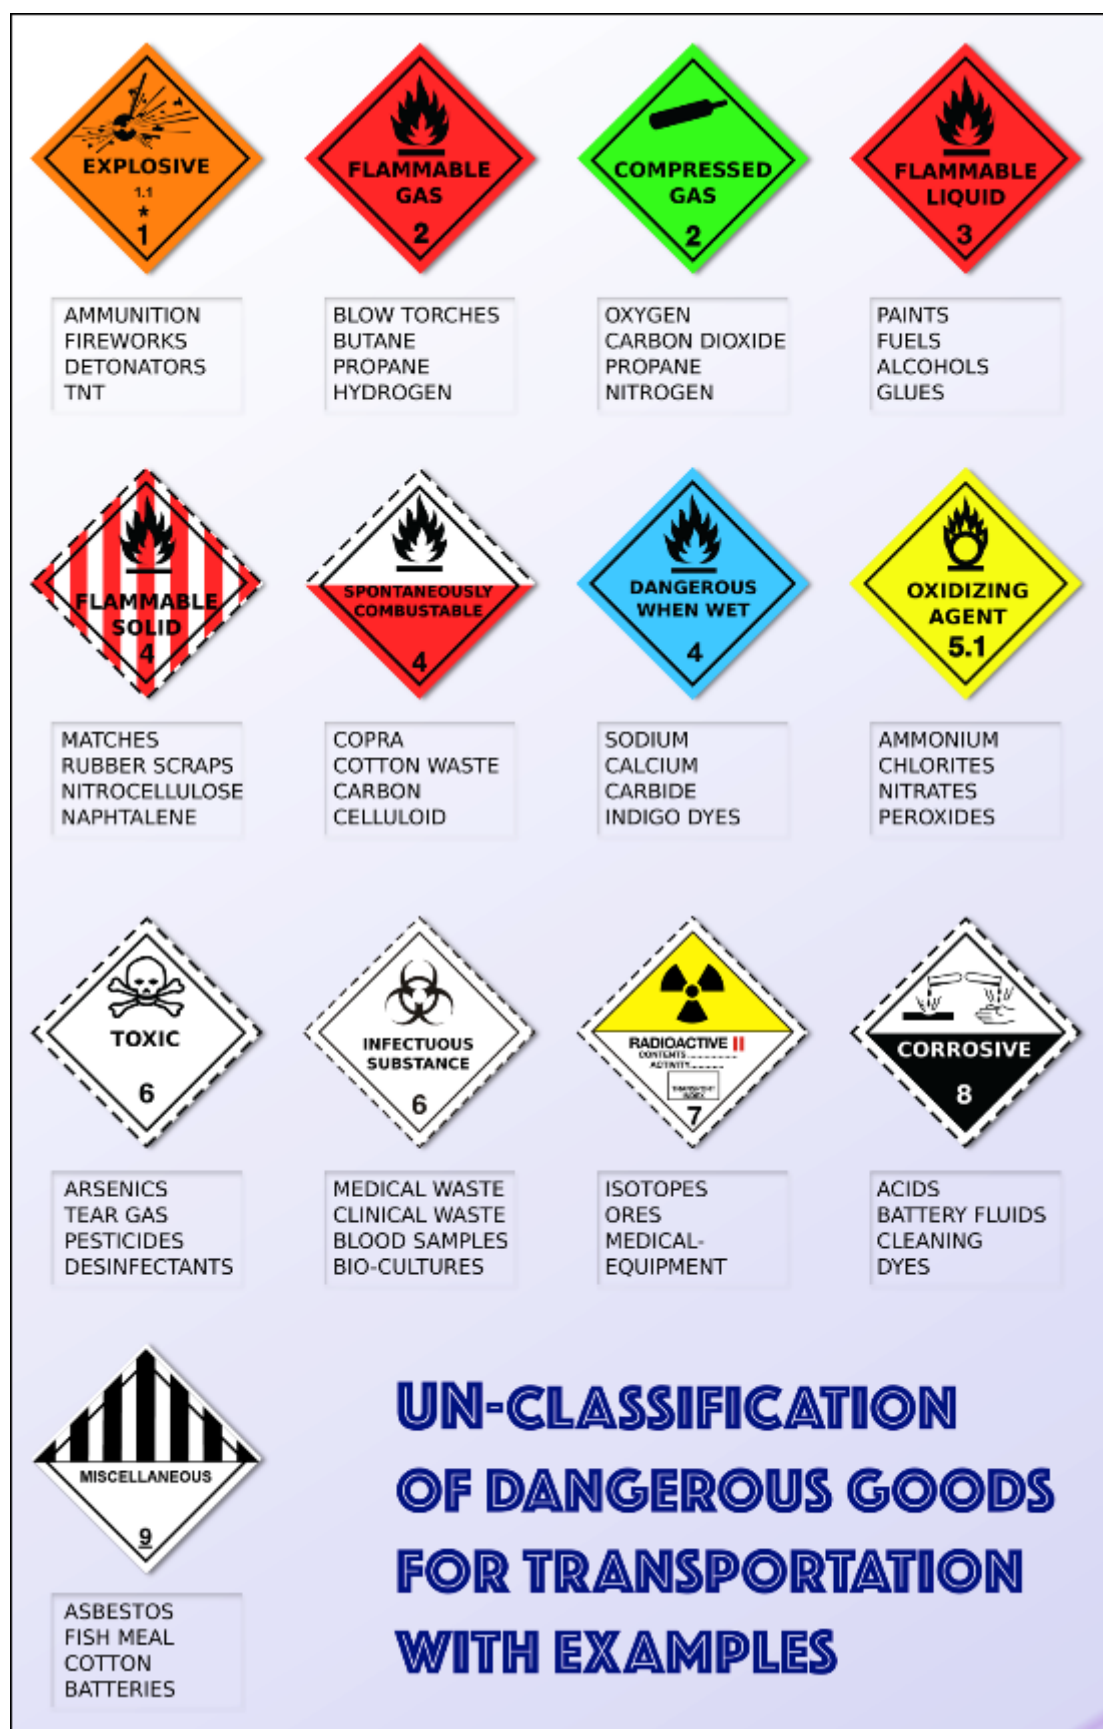 EXPLOSIVE
1.1
*
1
AMMUNITION
FIREWORKS
DETONATORS
TNT
FLAMMABLE
GAS
2
BLOW TORCHES
BUTANE
PROPANE
HYDROGEN
COMPRESSED
GAS
2
OXYGEN
CARBON DIOXIDE
PROPANE
NITROGEN
FLAMMABLE
LIQUID
3
PAINTS
FUELS
ALCOHOLS
GLUES
FLAMMABLE
SOLID
4
MATCHES
RUBBER SCRAPS
NITROCELLULOSE
NAPHTALENE
SPONTANEOUSLY
COMBUSTABLE
4
COPRA
COTTON WASTE
CARBON
CELLULOID
DANGEROUS
WHEN WET
4
SODIUM
CALCIUM
CARBIDE
INDIGO DYES
OXIDIZING
AGENT
5.1
AMMONIUM
CHLORITES
NITRATES
PEROXIDES
TOXIC
6
ARSENICS
TEAR GAS
PESTICIDES
DESINFECTANTS
INFECTUOUS
SUBSTANCE
6
MEDICAL WASTE
CLINICAL WASTE
BLOOD SAMPLES
BIO-CULTURES
RADIOACTIVE II
CONTENTS...............
ACTIVITY...........
TRANSPORT
INDEX
7
ISOTOPES
ORES
MEDICAL-
EQUIPMENT
CORROSIVE
8
ACIDS
BATTERY FLUIDS
CLEANING
DYES
MISCELLANEOUS
9
ASBESTOS
FISH MEAL
COTTON
BATTERIES
UN-CLASSIFICATION
OF DANGEROUS GOODS
FOR TRANSPORTATION
WITH EXAMPLES